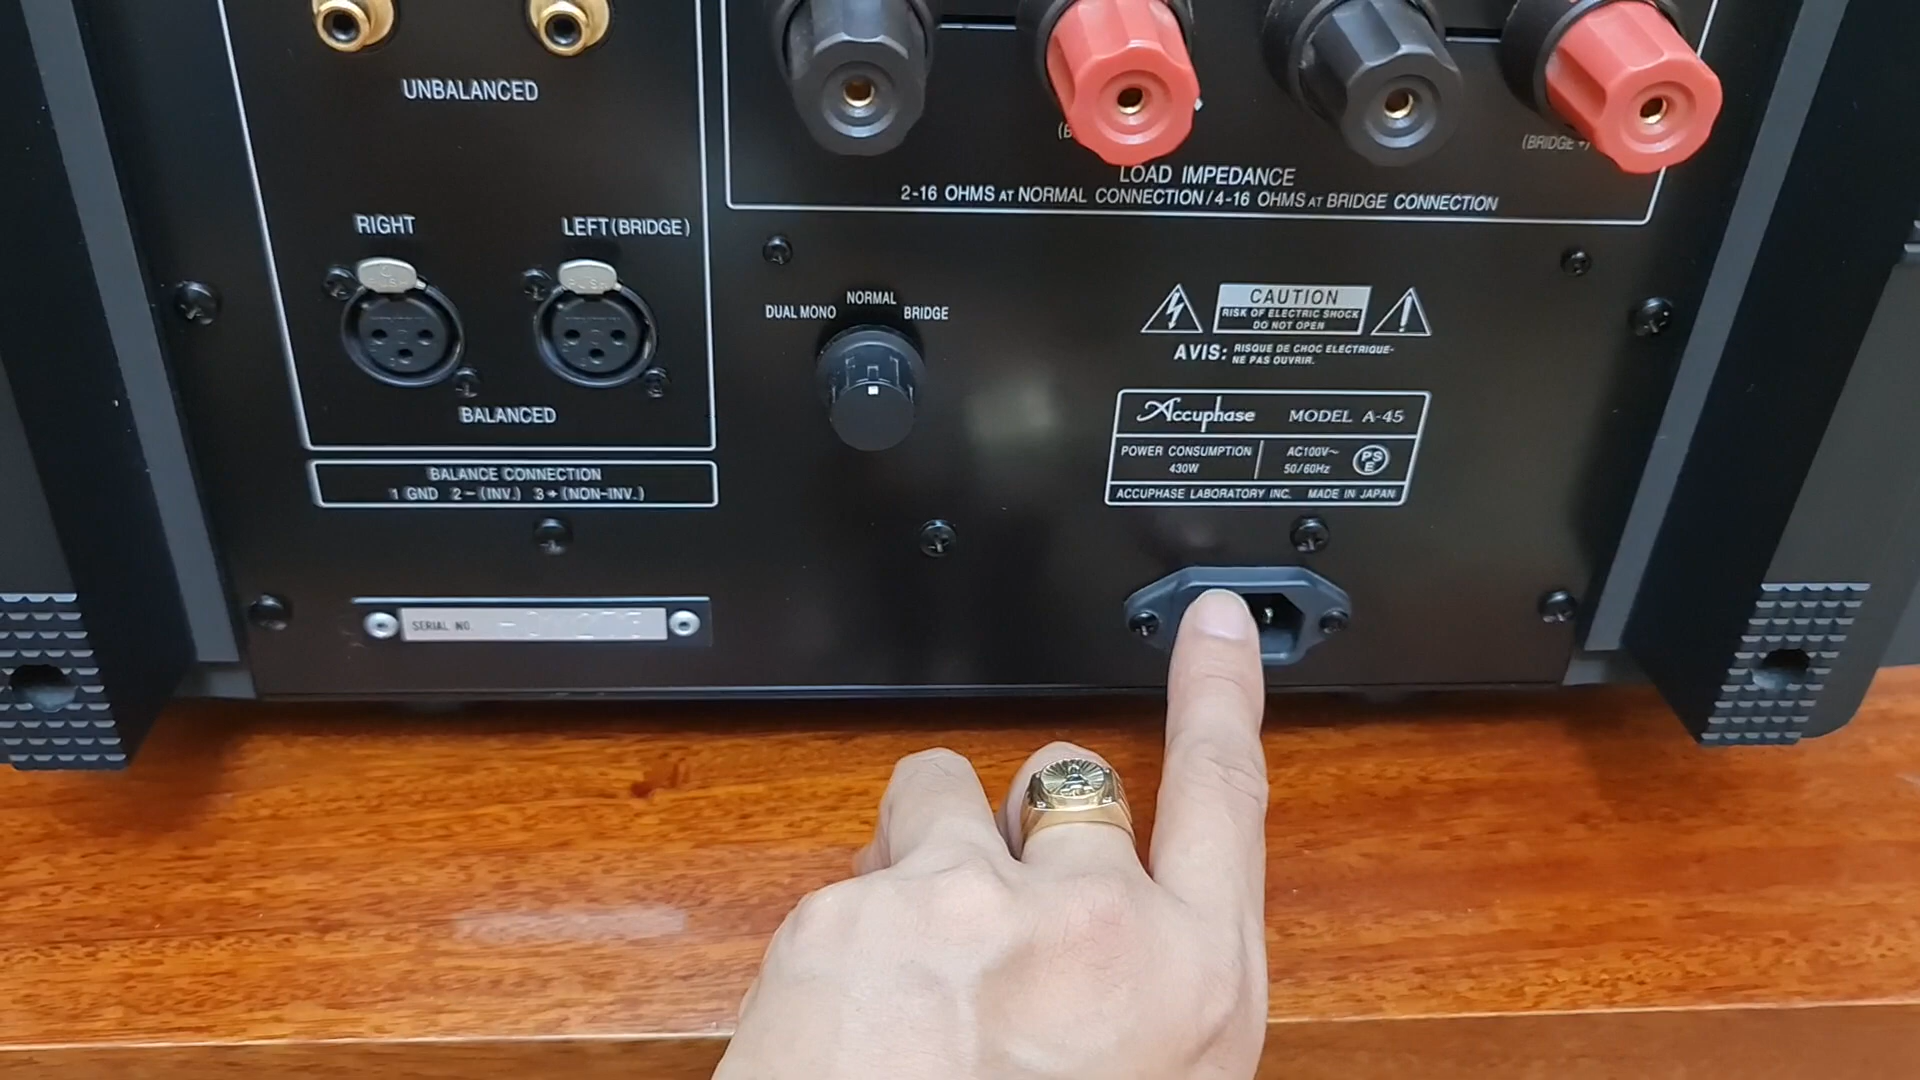 UNBALANCED
RIGHT
LEFT(BRIDGE)
PUSH
PUSH
BALANCED
BALANCE CONNECTION
1 GND 2-(INV.) 3+(NON-INV.)
SERIAL NO.
(BRIDGE +)
LOAD IMPEDANCE
2-16 OHMS AT NORMAL CONNECTION/4-16 OHMS AT BRIDGE CONNECTION
DUAL MONO
NORMAL
BRIDGE
CAUTION
RISK OF ELECTRIC SHOCK
DO NOT OPEN
AVIS: RISQUE DE CHOC ELECTRIQUE-
NE PAS OUVRIR.
Accuphase MODEL A-45
POWER CONSUMPTION
430W
AC100V~
50/60Hz
PS
E
ACCUPHASE LABORATORY INC. MADE IN JAPAN